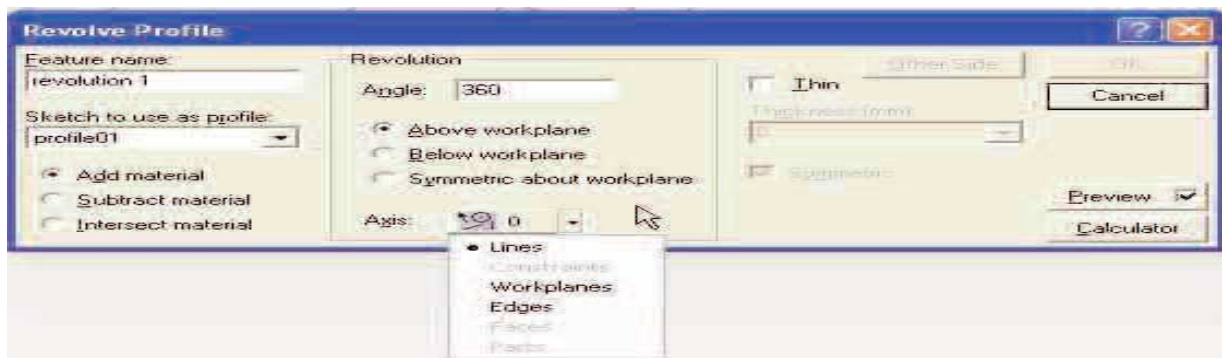 Revolve Profile
Feature name:
revolution 1
Sketch to use as profile:
profile01
Add material
Subtract material
Intersect material
Revolution
Angle: 360
Above workplane
Below workplane
Symmetric about workplane
Axis: 0
Lines
Constraints
Workplanes
Edges
Faces
Parts
Thin
Thickness (mm)
0
Symmetric
Other Side
OK
Cancel
Preview
Calculator